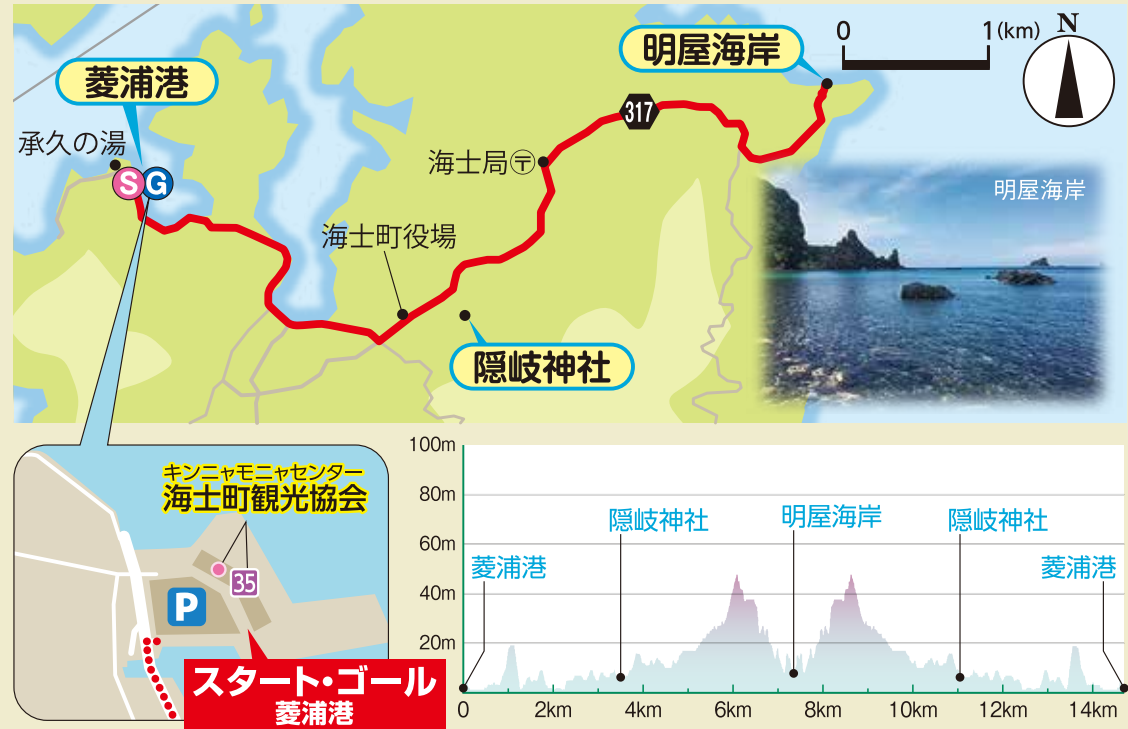 菱浦港
承久の湯
S G
海士町役場
海士局〒
317
明屋海岸
0 1(km)
N
明屋海岸
隠岐神社
キンニャモニャセンター
海士町観光協会
35
P
スタート・ゴール
菱浦港
100m
80m
60m
40m
20m
菱浦港
隠岐神社
明屋海岸
隠岐神社
菱浦港
0 2km 4km 6km 8km 10km 12km 14km